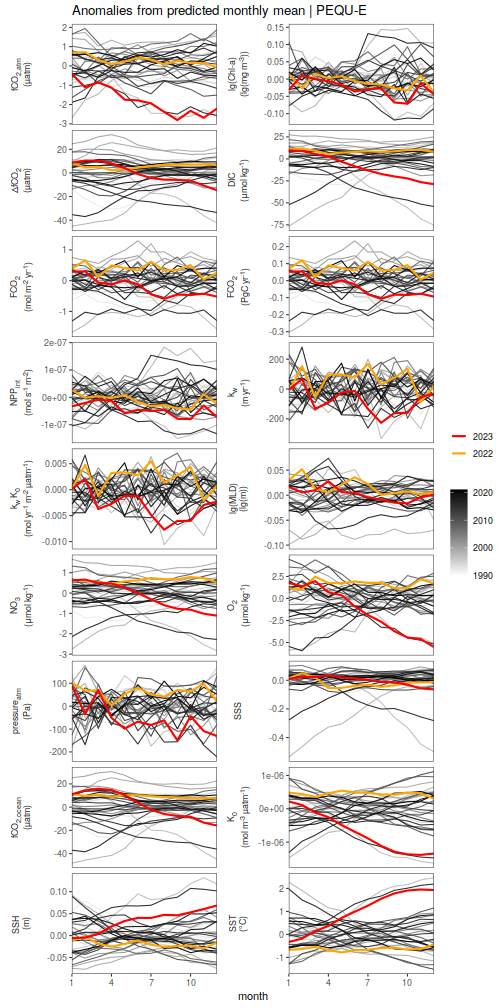 Anomalies from predicted monthly mean | PEQU-E
fCO2,atm
(µatm)
2
1
0
-1
-2
-3
lg(Chl-a)
(lg(mg m⁻³))
0.15
0.10
0.05
0.00
-0.05
-0.10
ΔfCO2
(µatm)
20
0
-20
-40
DIC
(µmol kg⁻¹)
25
0
-25
-50
-75
FCO2
(mol m⁻² yr⁻¹)
1
0
-1
FCO2
(PgC yr⁻¹)
0.2
0.1
0.0
-0.1
-0.2
-0.3
NPPint
(mol s⁻¹ m⁻²)
2e-07
1e-07
0e+00
-1e-07
kw
(m yr⁻¹)
200
0
-200
kw K0
(mol yr⁻¹ m⁻² µatm⁻¹)
0.005
0.000
-0.005
-0.010
lg(MLD)
(lg(m))
0.05
0.00
-0.05
-0.10
NO3
(µmol kg⁻¹)
1
0
-1
-2
-3
O2
(µmol kg⁻¹)
2.5
0.0
-2.5
-5.0
pressureatm
(Pa)
100
0
-100
-200
SSS
0.0
-0.2
-0.4
fCO2,ocean
(µatm)
20
0
-20
-40
K0
(mol m⁻³ µatm⁻¹)
1e-06
0e+00
-1e-06
SSH
(m)
0.10
0.05
0.00
-0.05
SST
(°C)
2
1
0
-1
1 4 7 10
1 4 7 10
month
2023
2022
2020
2010
2000
1990